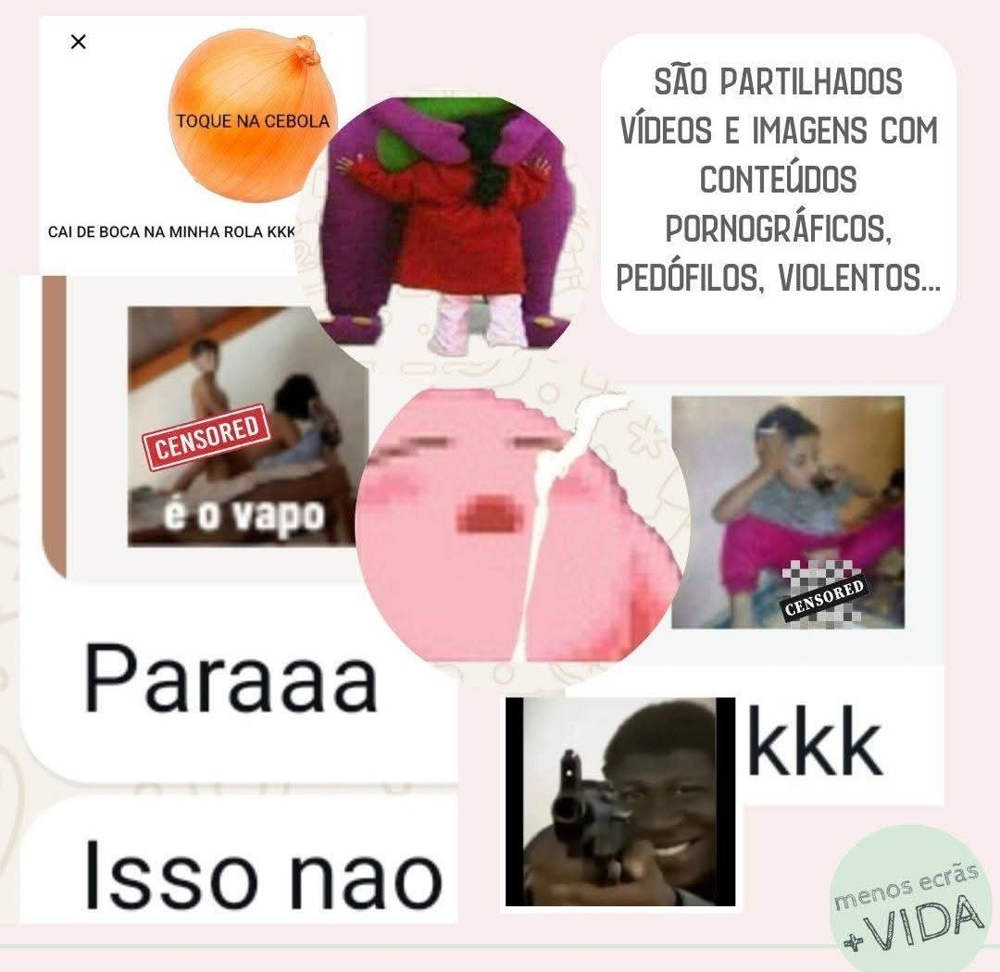 TOQUE NA CEBOLA
CAI DE BOCA NA MINHA ROLA KKK
SÃO PARTILHADOS
VÍDEOS E IMAGENS COM
CONTEÚDOS
PORNOGRÁFICOS,
PEDÓFILOS, VIOLENTOS...
CENSORED
é o vapo
CENSORED
Paraaa
kkk
Isso nao
menos ecrãs
+VIDA